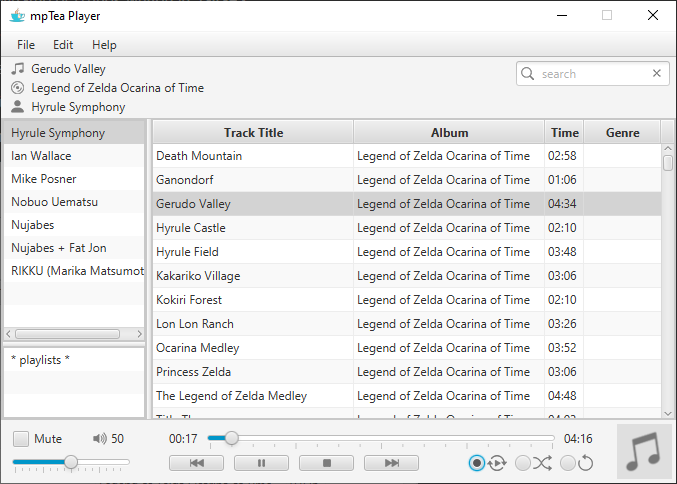 mpTea Player
File Edit Help
Gerudo Valley
Legend of Zelda Ocarina of Time
Hyrule Symphony
search
Hyrule Symphony
Ian Wallace
Mike Posner
Nobuo Uematsu
Nujabes
Nujabes + Fat Jon
RIKKU (Marika Matsumot
* playlists *
Track Title Album Time Genre
Death Mountain Legend of Zelda Ocarina of Time 02:58
Ganondorf Legend of Zelda Ocarina of Time 01:06
Gerudo Valley Legend of Zelda Ocarina of Time 04:34
Hyrule Castle Legend of Zelda Ocarina of Time 02:10
Hyrule Field Legend of Zelda Ocarina of Time 03:48
Kakariko Village Legend of Zelda Ocarina of Time 03:06
Kokiri Forest Legend of Zelda Ocarina of Time 02:10
Lon Lon Ranch Legend of Zelda Ocarina of Time 03:26
Ocarina Medley Legend of Zelda Ocarina of Time 03:52
Princess Zelda Legend of Zelda Ocarina of Time 03:06
The Legend of Zelda Medley Legend of Zelda Ocarina of Time 04:48
Legend of Zelda Ocarina of Time
Mute 50 00:17 04:16